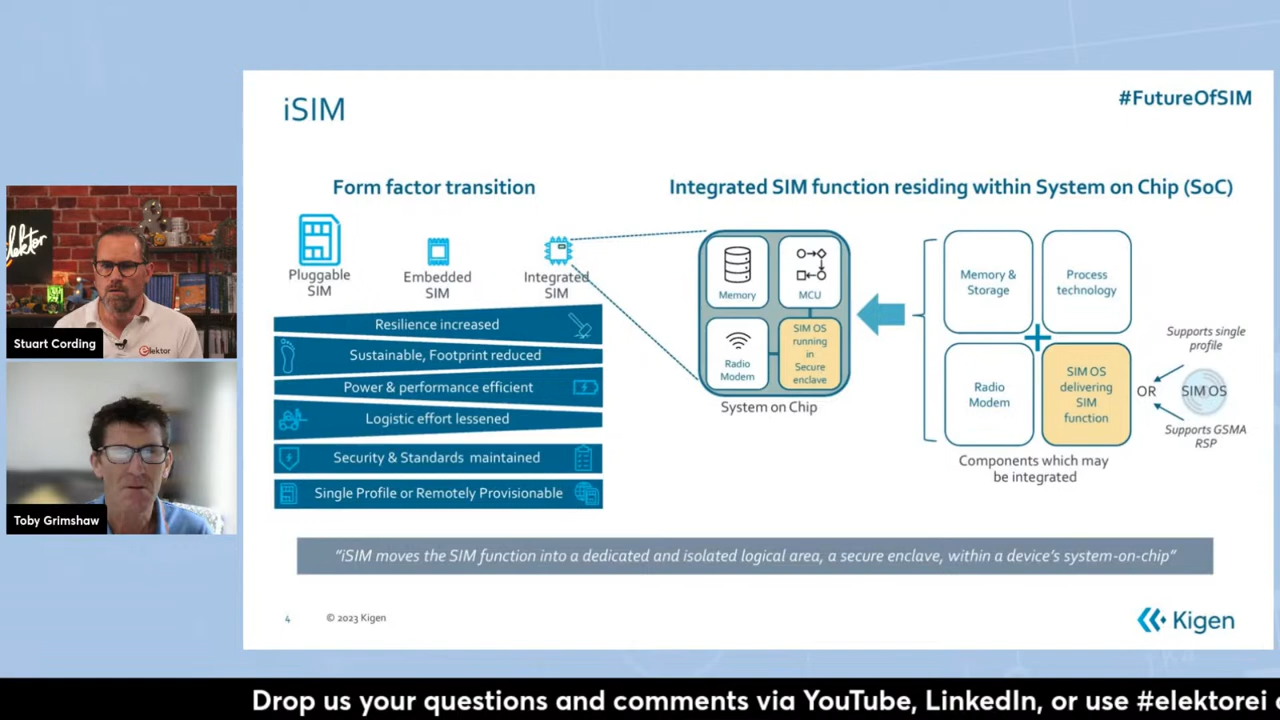 iSIM
#FutureOfSIM
Form factor transition
Pluggable
SIM
Embedded
SIM
Integrated
SIM
Resilience increased
Sustainable, Footprint reduced
Power & performance efficient
Logistic effort lessened
Security & Standards maintained
Single Profile or Remotely Provisionable
Integrated SIM function residing within System on Chip (SoC)
Memory
MCU
Radio
Modem
SIM OS
running
in
Secure
enclave
System on Chip
Memory &
Storage
Process
technology
Radio
Modem
SIM OS
delivering
SIM
function
Components which may
be integrated
OR
Supports single
profile
SIM OS
Supports GSMA
RSP
"iSIM moves the SIM function into a dedicated and isolated logical area, a secure enclave, within a device's system-on-chip"
4
© 2023 Kigen
Kigen
elektor
elektor
Stuart Cording
Toby Grimshaw
Drop us your questions and comments via YouTube, LinkedIn, or use #elektorei